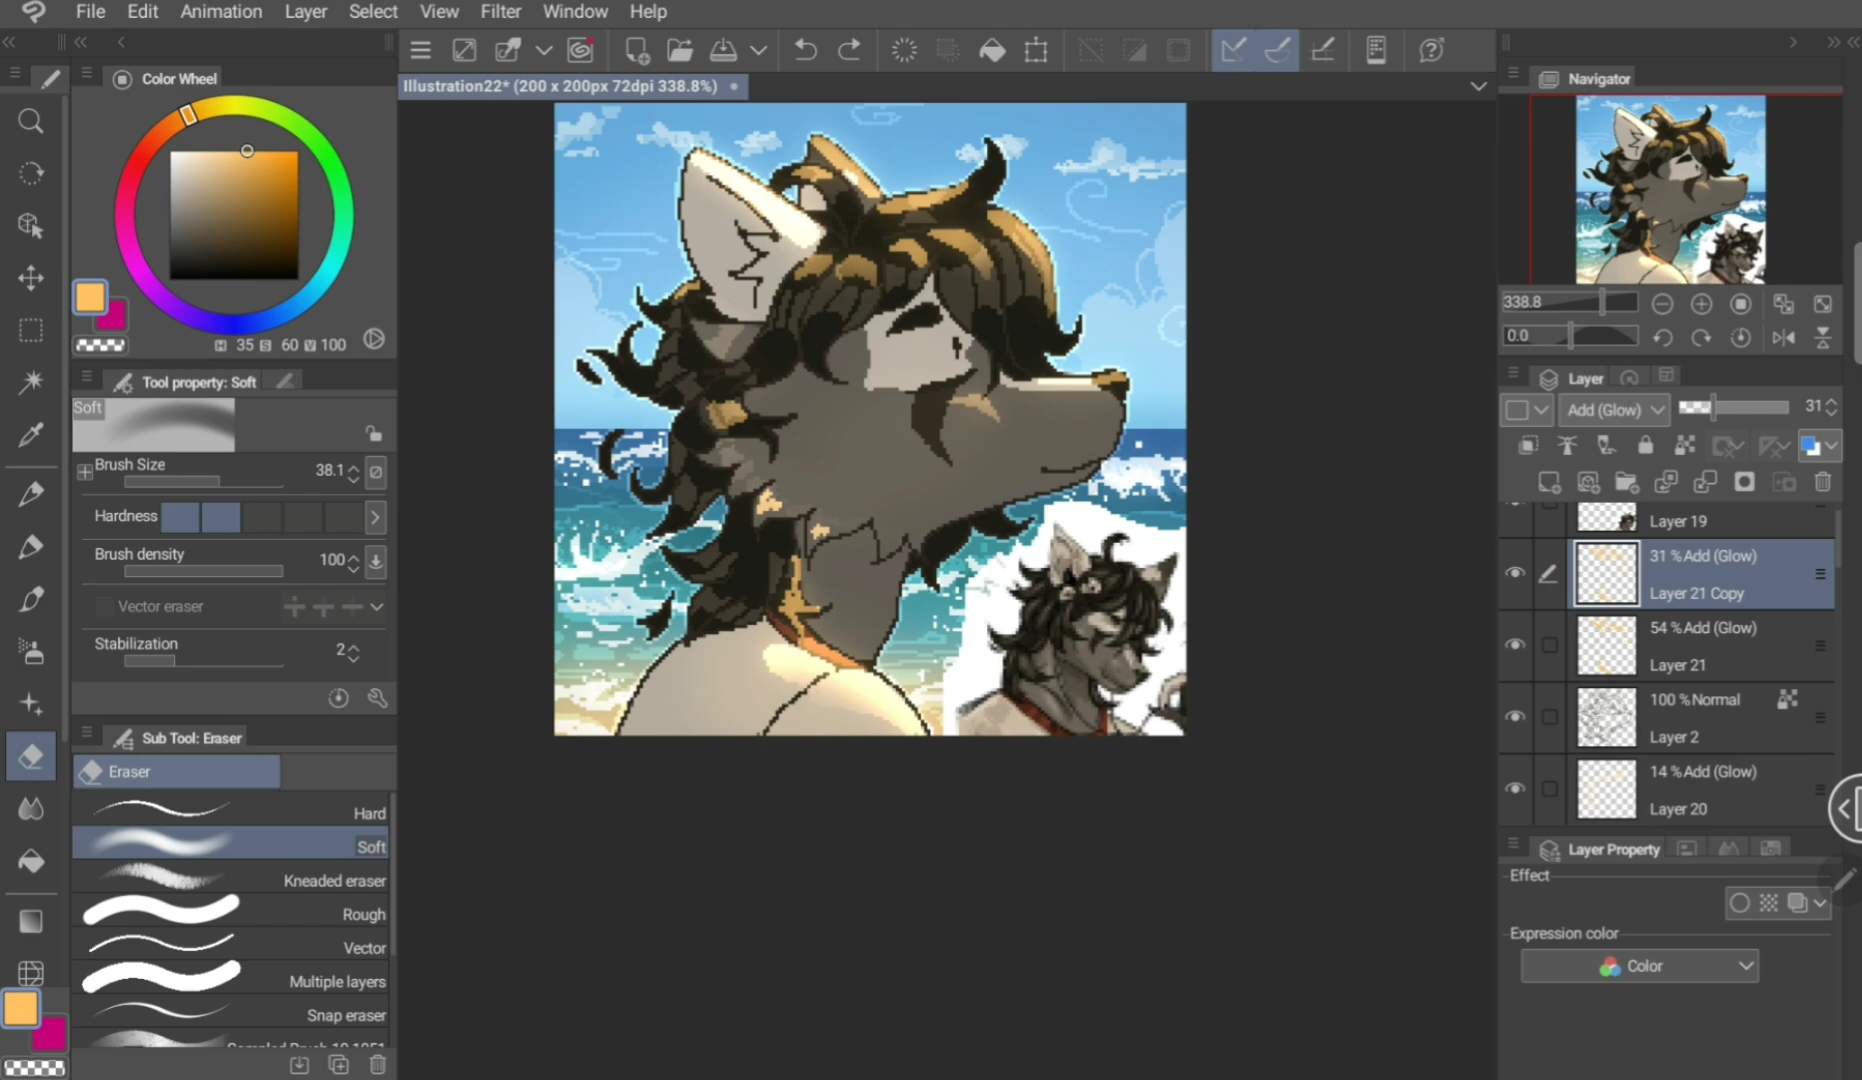 File Edit Animation Layer Select View Filter Window Help
Color Wheel
Illustration22* (200 x 200px 72dpi 338.8%)
Navigator
H 35 S 60 V 100
338.8
0.0
Tool property: Soft
Soft
Brush Size 38.1
Hardness
Brush density 100
Vector eraser
Stabilization 2
Sub Tool: Eraser
Eraser
Hard
Soft
Kneaded eraser
Rough
Vector
Multiple layers
Snap eraser
Layer
Add (Glow) 31
Layer 19
31 % Add (Glow)
Layer 21 Copy
54 % Add (Glow)
Layer 21
100 % Normal
Layer 2
14 % Add (Glow)
Layer 20
Layer Property
Effect
Expression color
Color